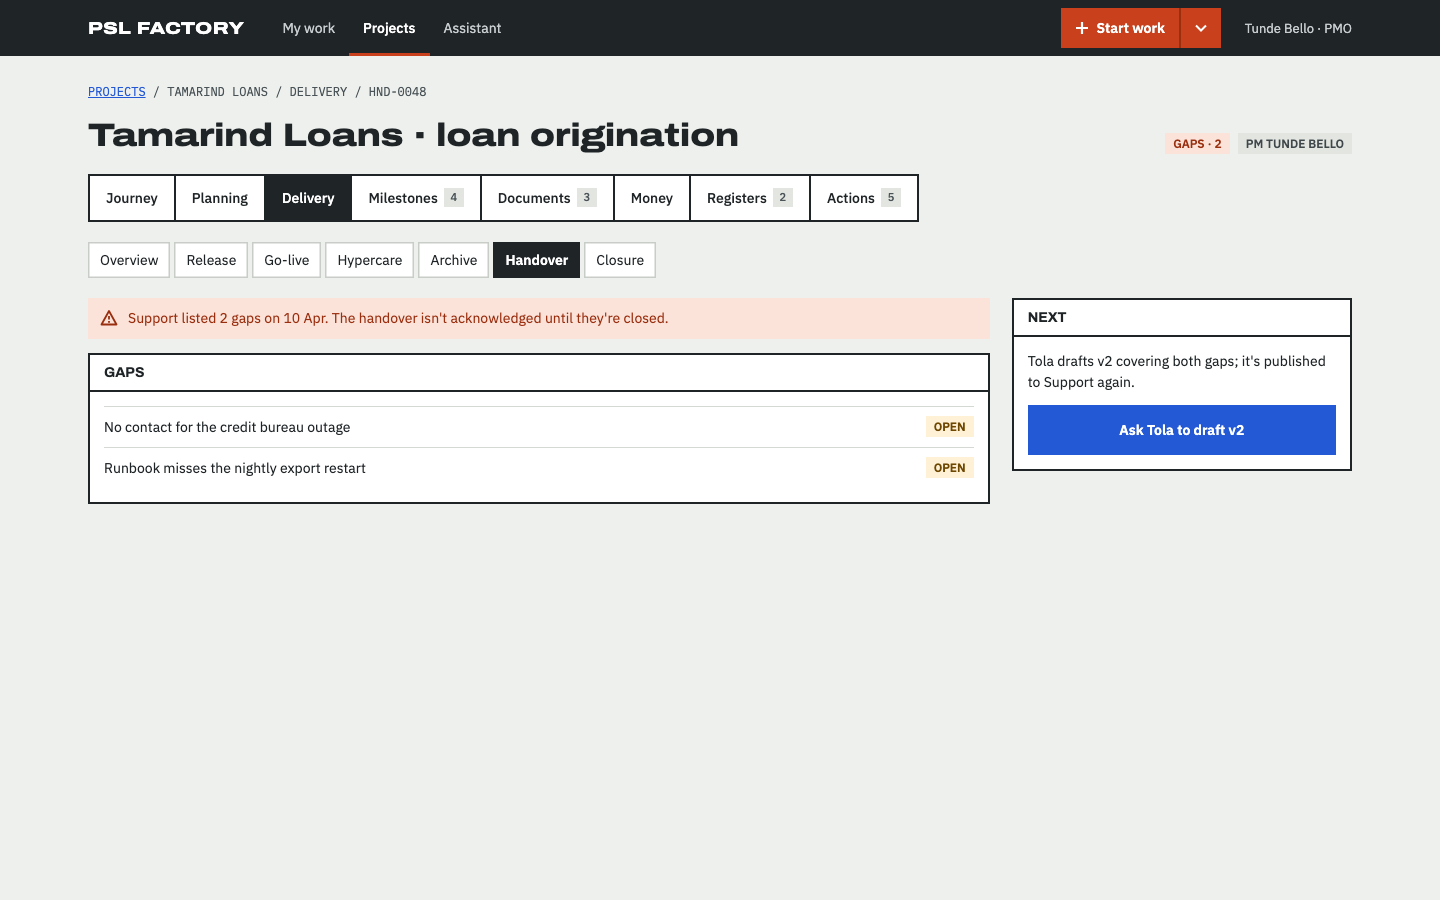 PSL FACTORY
My work
Projects
Assistant
Start work
Tunde Bello · PMO
PROJECTS / TAMARIND LOANS / DELIVERY / HND-0048
Tamarind Loans · loan origination
GAPS · 2
PM TUNDE BELLO
Journey
Planning
Delivery
Milestones 4
Documents 3
Money
Registers 2
Actions 5
Overview
Release
Go-live
Hypercare
Archive
Handover
Closure
Support listed 2 gaps on 10 Apr. The handover isn't acknowledged until they're closed.
GAPS
No contact for the credit bureau outage
OPEN
Runbook misses the nightly export restart
OPEN
NEXT
Tola drafts v2 covering both gaps; it's published
to Support again.
Ask Tola to draft v2